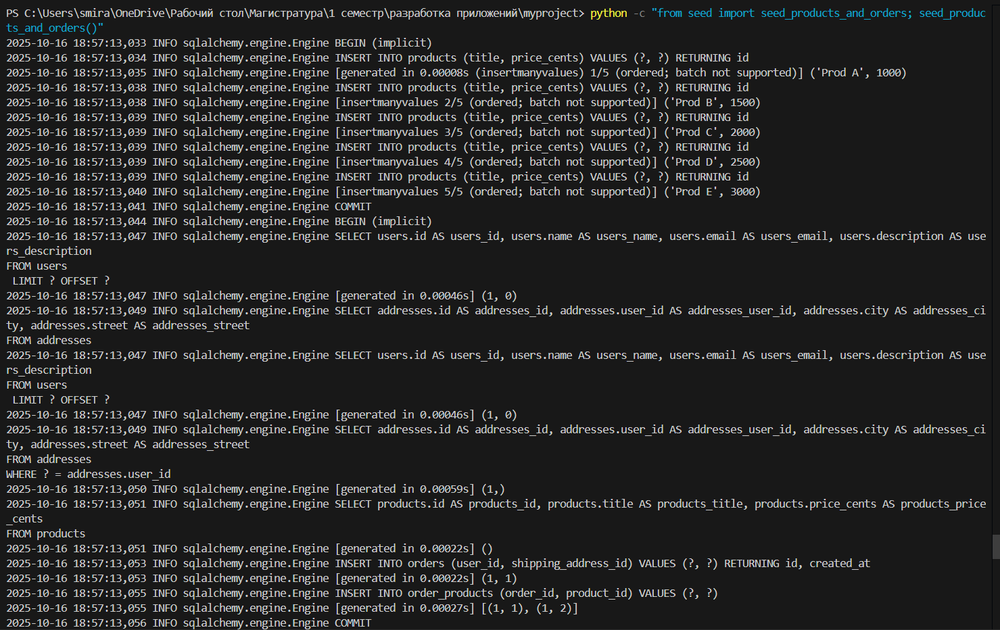 PS C:\Users\smira\OneDrive\Рабочий стол\Магистратура\1 семестр\разработка приложений\myproject> python -c "from seed import seed_products_and_orders; seed_produc
ts_and_orders()"
2025-10-16 18:57:13,033 INFO sqlalchemy.engine.Engine BEGIN (implicit)
2025-10-16 18:57:13,034 INFO sqlalchemy.engine.Engine INSERT INTO products (title, price_cents) VALUES (?, ?) RETURNING id
2025-10-16 18:57:13,035 INFO sqlalchemy.engine.Engine [generated in 0.00008s (insertmanyvalues) 1/5 (ordered; batch not supported)] ('Prod A', 1000)
2025-10-16 18:57:13,038 INFO sqlalchemy.engine.Engine INSERT INTO products (title, price_cents) VALUES (?, ?) RETURNING id
2025-10-16 18:57:13,038 INFO sqlalchemy.engine.Engine [insertmanyvalues 2/5 (ordered; batch not supported)] ('Prod B', 1500)
2025-10-16 18:57:13,039 INFO sqlalchemy.engine.Engine INSERT INTO products (title, price_cents) VALUES (?, ?) RETURNING id
2025-10-16 18:57:13,039 INFO sqlalchemy.engine.Engine [insertmanyvalues 3/5 (ordered; batch not supported)] ('Prod C', 2000)
2025-10-16 18:57:13,039 INFO sqlalchemy.engine.Engine INSERT INTO products (title, price_cents) VALUES (?, ?) RETURNING id
2025-10-16 18:57:13,039 INFO sqlalchemy.engine.Engine [insertmanyvalues 4/5 (ordered; batch not supported)] ('Prod D', 2500)
2025-10-16 18:57:13,039 INFO sqlalchemy.engine.Engine INSERT INTO products (title, price_cents) VALUES (?, ?) RETURNING id
2025-10-16 18:57:13,040 INFO sqlalchemy.engine.Engine [insertmanyvalues 5/5 (ordered; batch not supported)] ('Prod E', 3000)
2025-10-16 18:57:13,041 INFO sqlalchemy.engine.Engine COMMIT
2025-10-16 18:57:13,044 INFO sqlalchemy.engine.Engine BEGIN (implicit)
2025-10-16 18:57:13,047 INFO sqlalchemy.engine.Engine SELECT users.id AS users_id, users.name AS users_name, users.email AS users_email, users.description AS use
rs_description
FROM users
 LIMIT ? OFFSET ?
2025-10-16 18:57:13,047 INFO sqlalchemy.engine.Engine [generated in 0.00046s] (1, 0)
2025-10-16 18:57:13,049 INFO sqlalchemy.engine.Engine SELECT addresses.id AS addresses_id, addresses.user_id AS addresses_user_id, addresses.city AS addresses_ci
ty, addresses.street AS addresses_street
FROM addresses
2025-10-16 18:57:13,047 INFO sqlalchemy.engine.Engine SELECT users.id AS users_id, users.name AS users_name, users.email AS users_email, users.description AS use
rs_description
FROM users
 LIMIT ? OFFSET ?
2025-10-16 18:57:13,047 INFO sqlalchemy.engine.Engine [generated in 0.00046s] (1, 0)
2025-10-16 18:57:13,049 INFO sqlalchemy.engine.Engine SELECT addresses.id AS addresses_id, addresses.user_id AS addresses_user_id, addresses.city AS addresses_ci
ty, addresses.street AS addresses_street
FROM addresses
WHERE ? = addresses.user_id
2025-10-16 18:57:13,050 INFO sqlalchemy.engine.Engine [generated in 0.00059s] (1,)
2025-10-16 18:57:13,051 INFO sqlalchemy.engine.Engine SELECT products.id AS products_id, products.title AS products_title, products.price_cents AS products_price
_cents
FROM products
2025-10-16 18:57:13,051 INFO sqlalchemy.engine.Engine [generated in 0.00022s] ()
2025-10-16 18:57:13,053 INFO sqlalchemy.engine.Engine INSERT INTO orders (user_id, shipping_address_id) VALUES (?, ?) RETURNING id, created_at
2025-10-16 18:57:13,053 INFO sqlalchemy.engine.Engine [generated in 0.00022s] (1, 1)
2025-10-16 18:57:13,055 INFO sqlalchemy.engine.Engine INSERT INTO order_products (order_id, product_id) VALUES (?, ?)
2025-10-16 18:57:13,055 INFO sqlalchemy.engine.Engine [generated in 0.00027s] [(1, 1), (1, 2)]
2025-10-16 18:57:13,056 INFO sqlalchemy.engine.Engine COMMIT